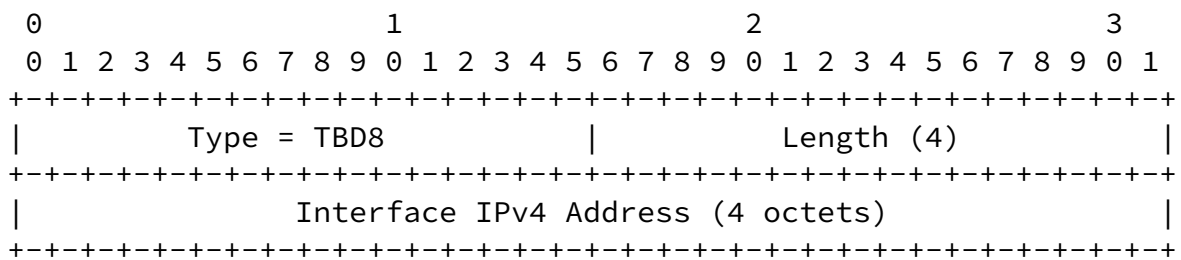 0                   1                   2                   3
 0 1 2 3 4 5 6 7 8 9 0 1 2 3 4 5 6 7 8 9 0 1 2 3 4 5 6 7 8 9 0 1
+-+-+-+-+-+-+-+-+-+-+-+-+-+-+-+-+-+-+-+-+-+-+-+-+-+-+-+-+-+-+-+-+
|         Type = TBD8           |          Length (4)           |
+-+-+-+-+-+-+-+-+-+-+-+-+-+-+-+-+-+-+-+-+-+-+-+-+-+-+-+-+-+-+-+-+
|               Interface IPv4 Address (4 octets)               |
+-+-+-+-+-+-+-+-+-+-+-+-+-+-+-+-+-+-+-+-+-+-+-+-+-+-+-+-+-+-+-+-+